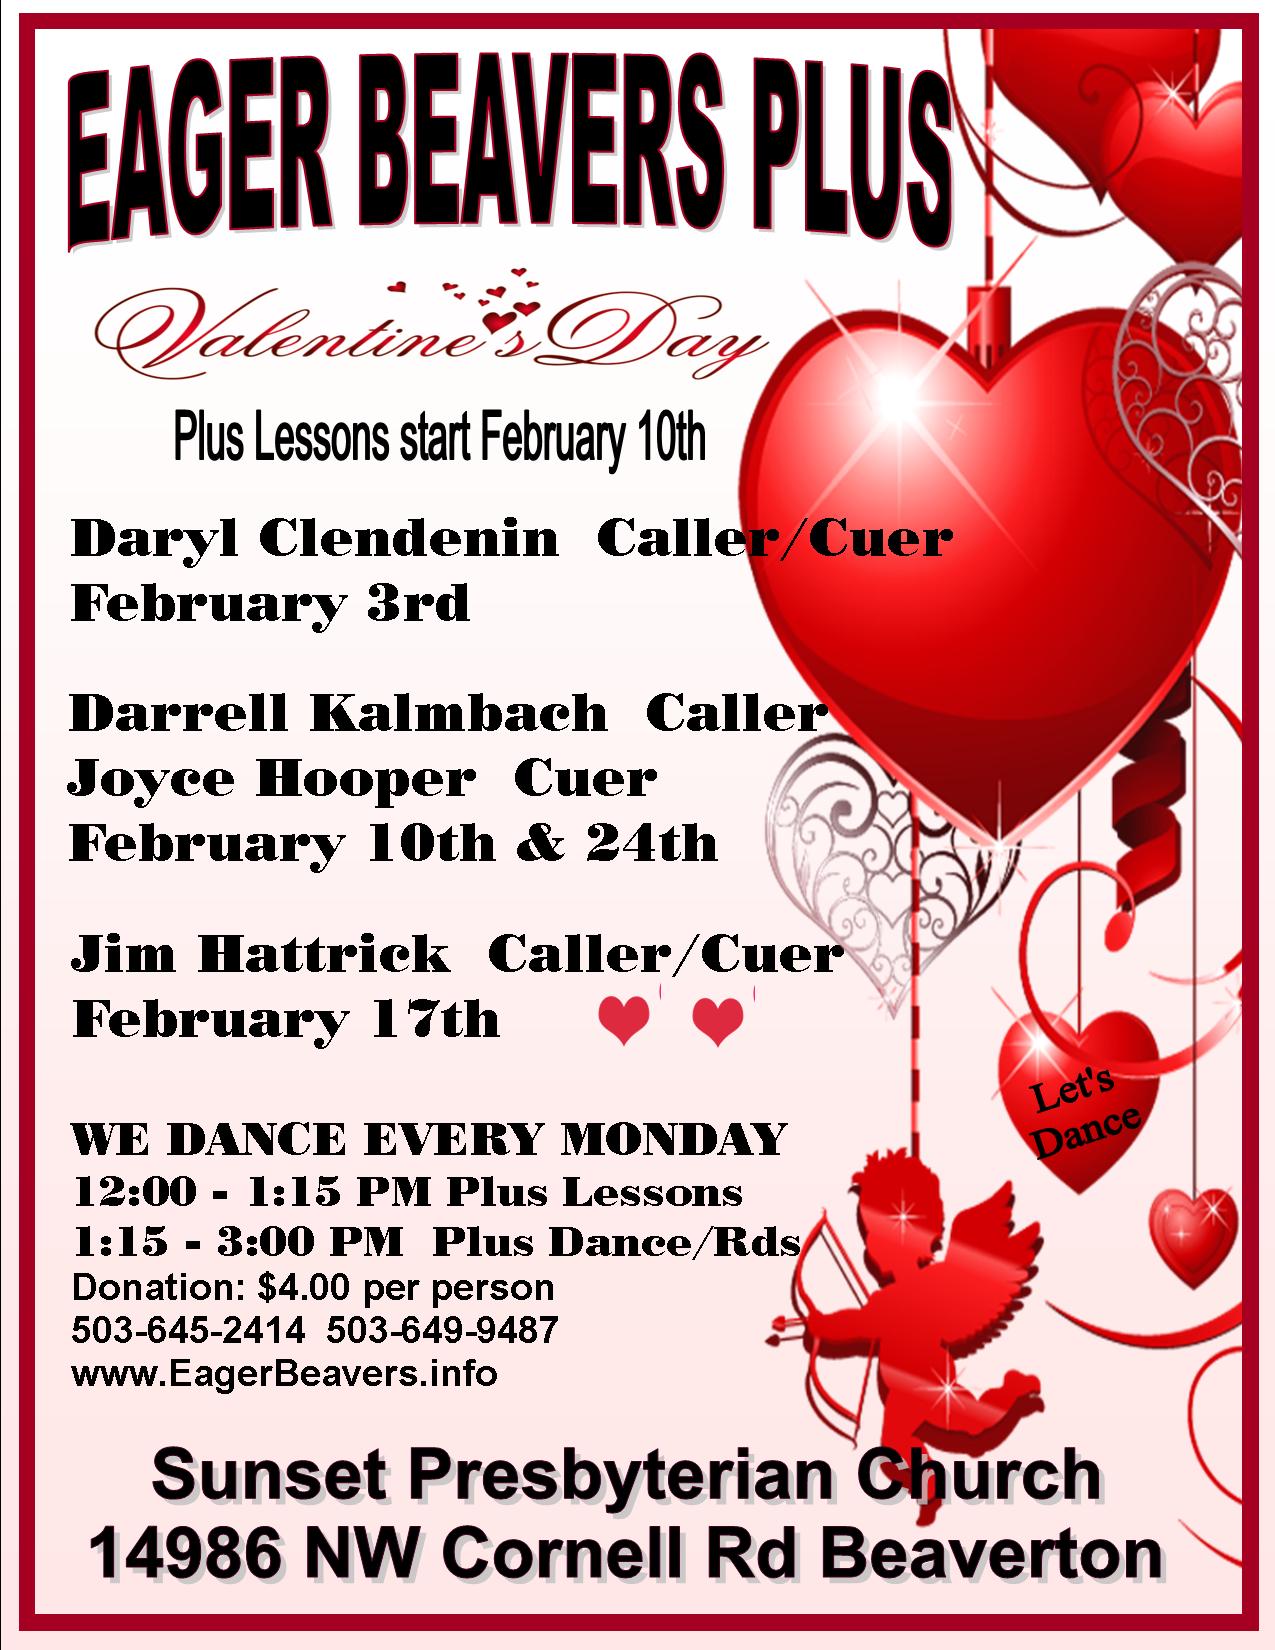 EAGER BEAVERS PLUS
Valentine's Day
Plus Lessons start February 10th
Daryl Clendenin Caller/Cuer
February 3rd
Darrell Kalmbach Caller
Joyce Hooper Cuer
February 10th & 24th
Jim Hattrick Caller/Cuer
February 17th
Let's
Dance
WE DANCE EVERY MONDAY
12:00 - 1:15 PM Plus Lessons
1:15 - 3:00 PM Plus Dance/Rds
Donation: $4.00 per person
503-645-2414 503-649-9487
www.EagerBeavers.info
Sunset Presbyterian Church
14986 NW Cornell Rd Beaverton